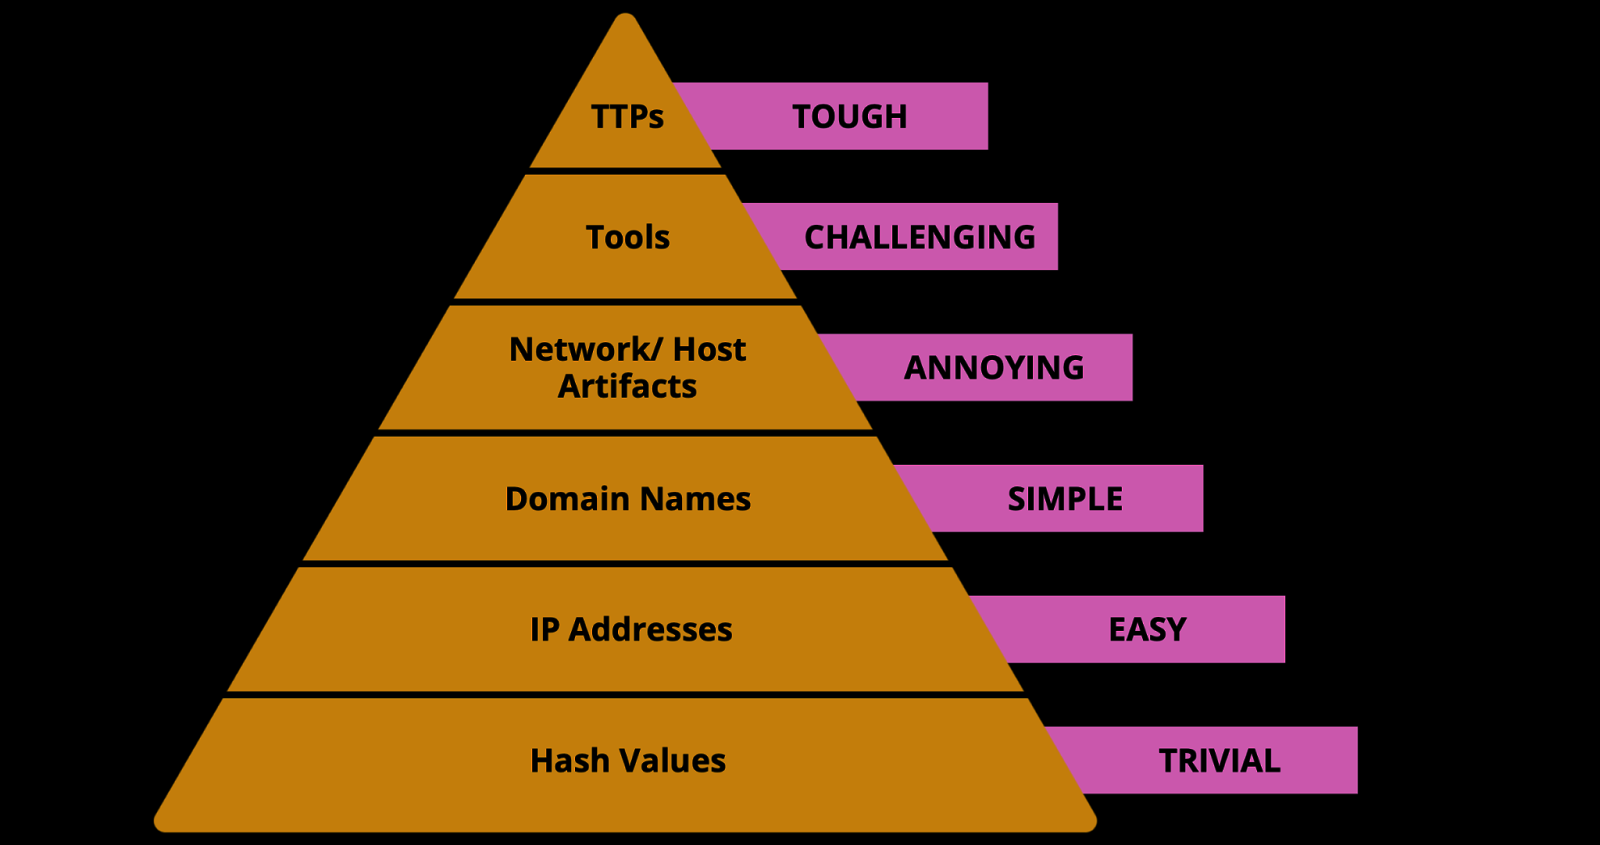 TTPs
TOUGH
Tools
CHALLENGING
Network/ Host
Artifacts
ANNOYING
Domain Names
SIMPLE
IP Addresses
EASY
Hash Values
TRIVIAL